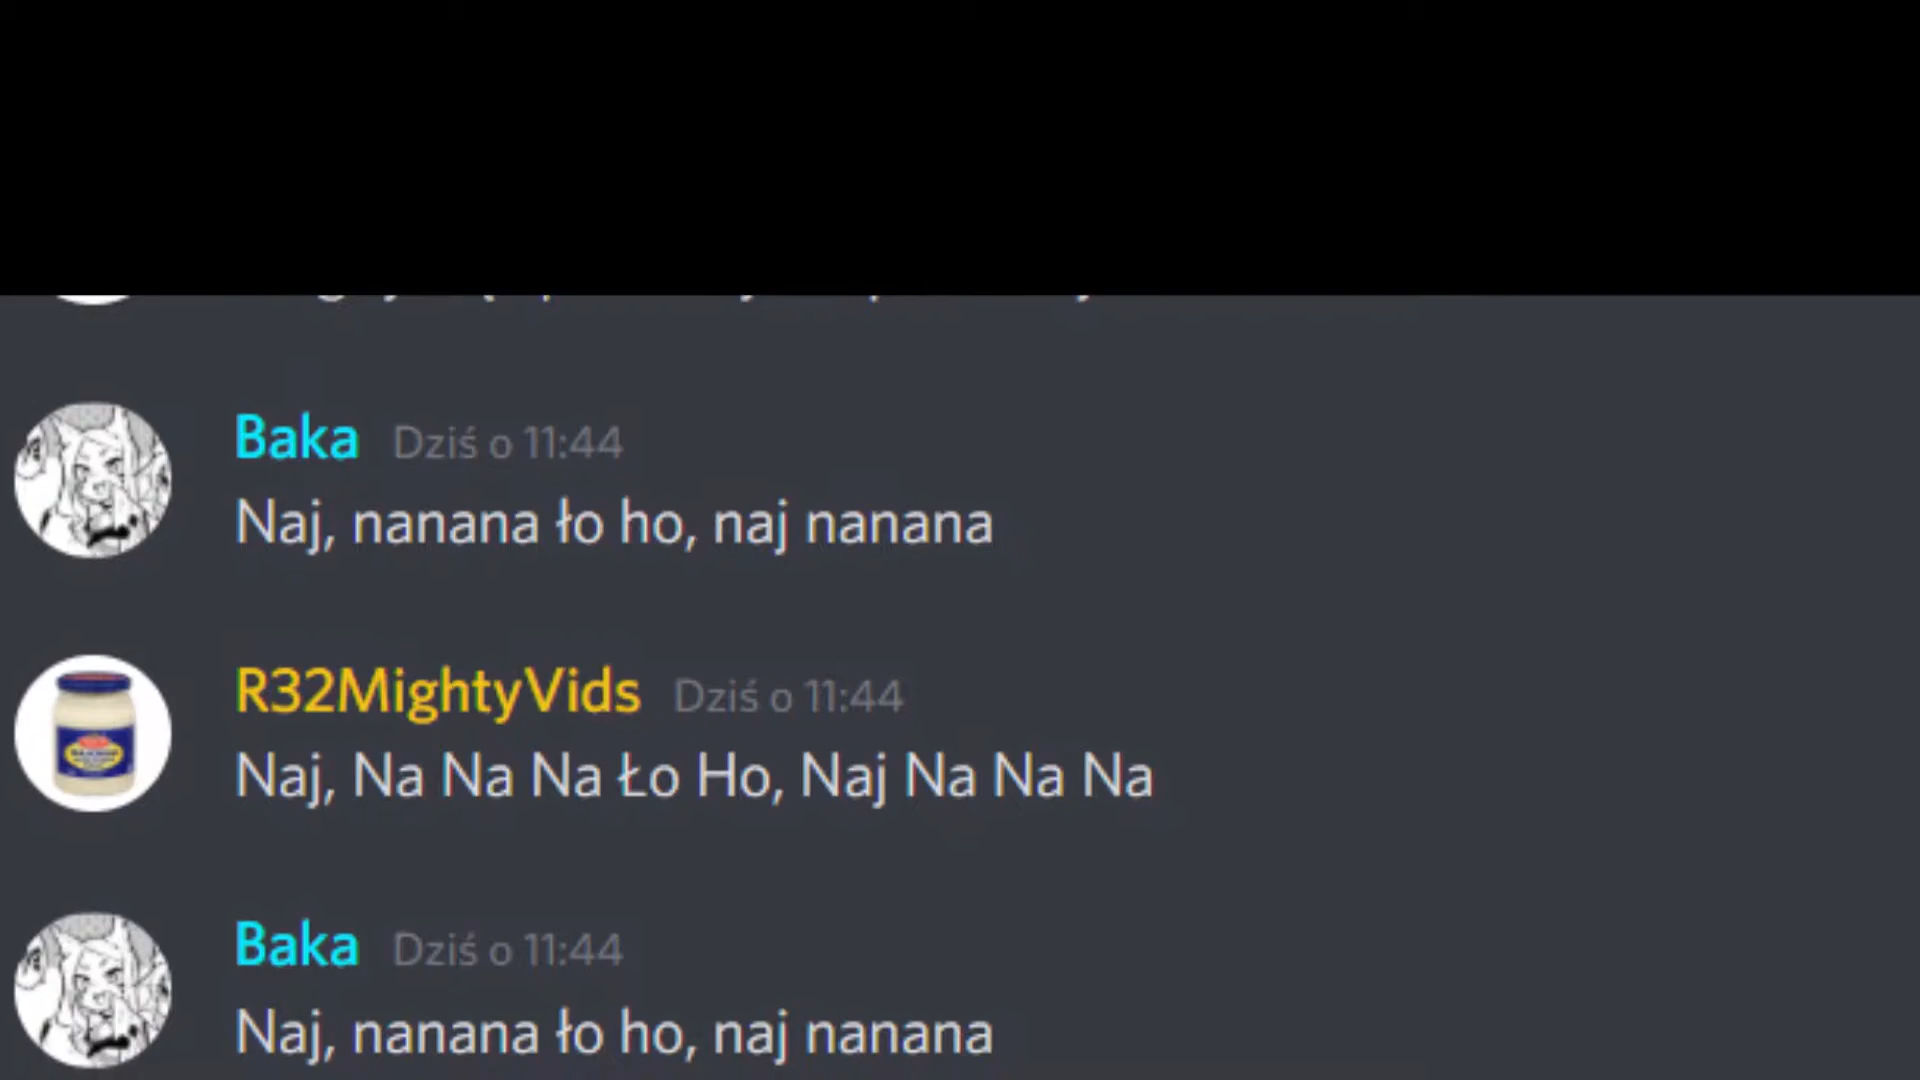 Baka Dziś o 11:44
Naj, nanana ło ho, naj nanana
R32MightyVids Dziś o 11:44
Naj, Na Na Na Ło Ho, Naj Na Na Na
Baka Dziś o 11:44
Naj, nanana ło ho, naj nanana